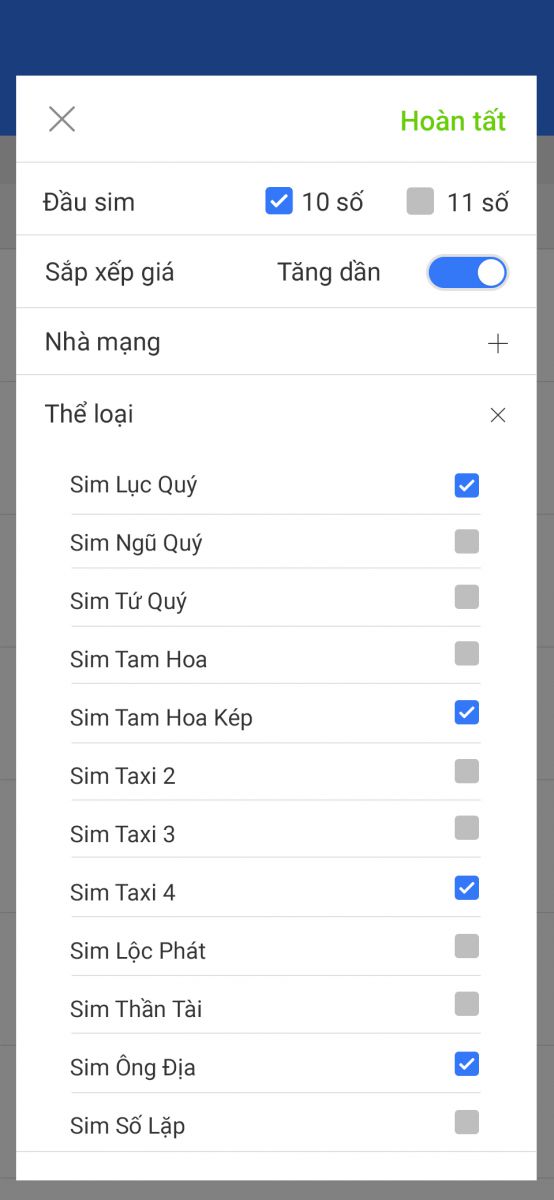 Hoàn tất
Đầu sim 10 số 11 số
Sắp xếp giá Tăng dần
Nhà mạng
Thể loại
Sim Lục Quý
Sim Ngũ Quý
Sim Tứ Quý
Sim Tam Hoa
Sim Tam Hoa Kép
Sim Taxi 2
Sim Taxi 3
Sim Taxi 4
Sim Lộc Phát
Sim Thần Tài
Sim Ông Địa
Sim Số Lặp